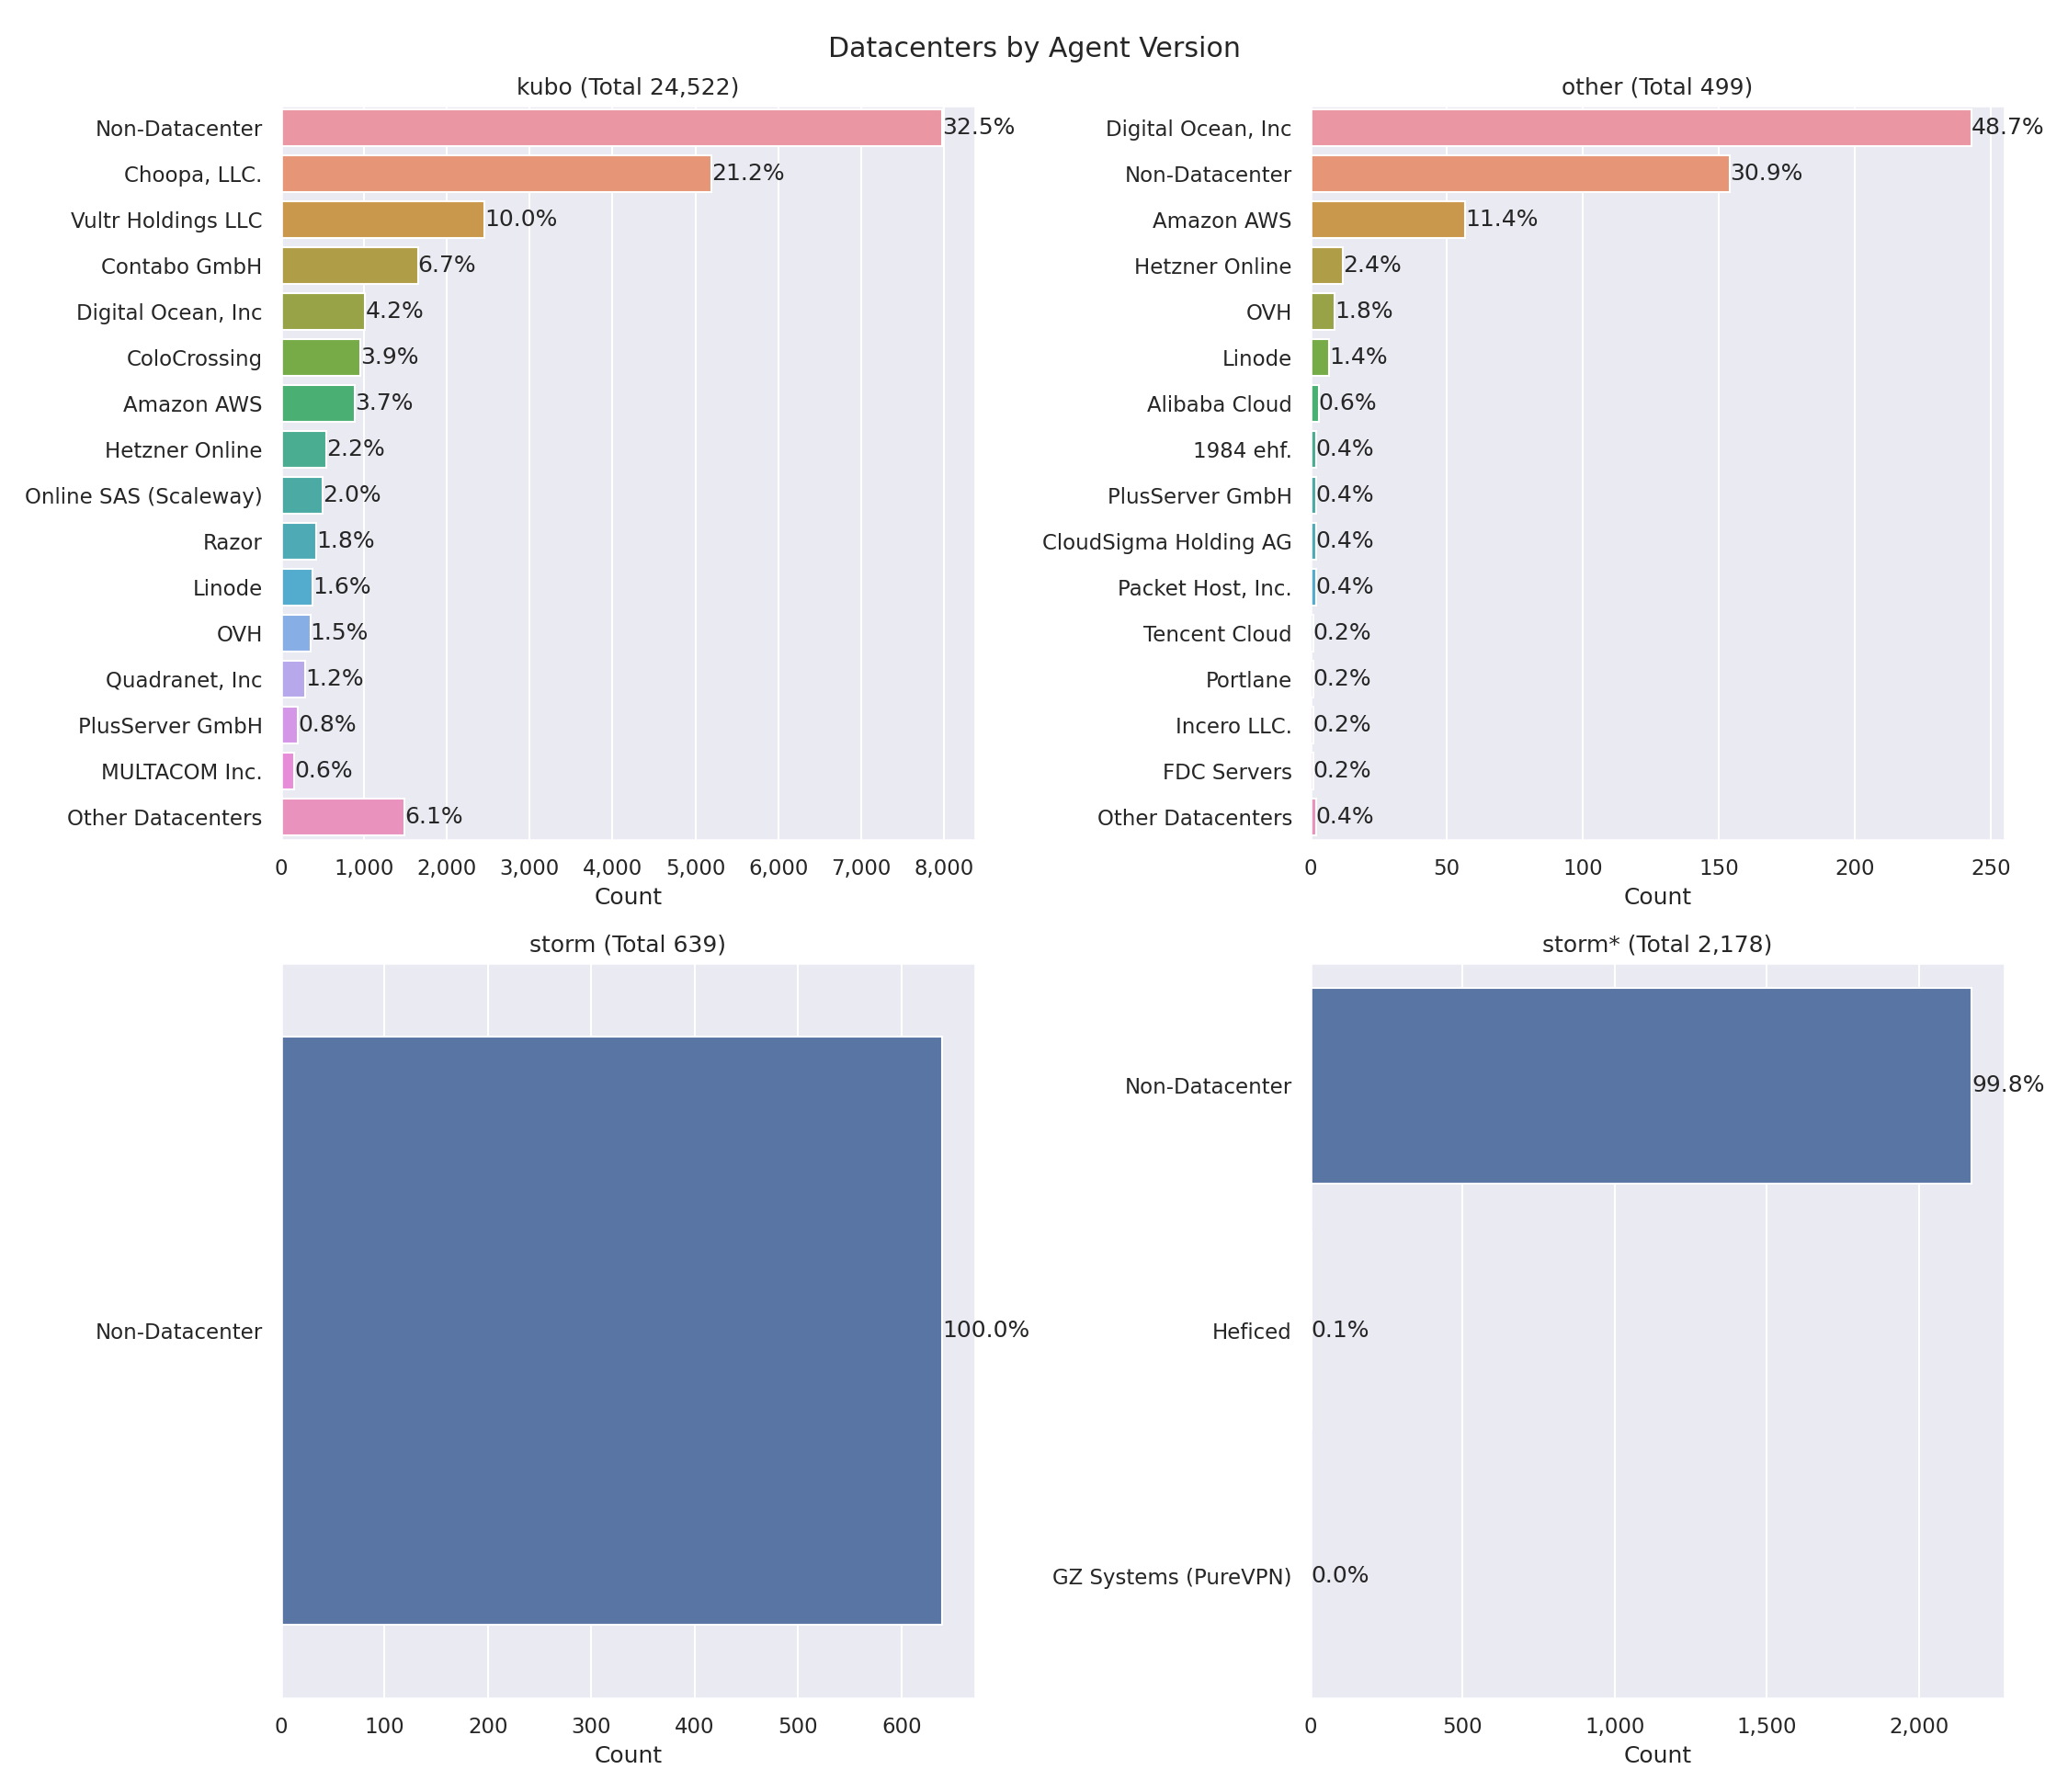 Datacenters by Agent Version
kubo (Total 24,522)
Non-Datacenter 32.5%
Choopa, LLC. 21.2%
Vultr Holdings LLC 10.0%
Contabo GmbH 6.7%
Digital Ocean, Inc 4.2%
ColoCrossing 3.9%
Amazon AWS 3.7%
Hetzner Online 2.2%
Online SAS (Scaleway) 2.0%
Razor 1.8%
Linode 1.6%
OVH 1.5%
Quadranet, Inc 1.2%
PlusServer GmbH 0.8%
MULTACOM Inc. 0.6%
Other Datacenters 6.1%
0 1,000 2,000 3,000 4,000 5,000 6,000 7,000 8,000
Count
other (Total 499)
Digital Ocean, Inc 48.7%
Non-Datacenter 30.9%
Amazon AWS 11.4%
Hetzner Online 2.4%
OVH 1.8%
Linode 1.4%
Alibaba Cloud 0.6%
1984 ehf. 0.4%
PlusServer GmbH 0.4%
CloudSigma Holding AG 0.4%
Packet Host, Inc. 0.4%
Tencent Cloud 0.2%
Portlane 0.2%
Incero LLC. 0.2%
FDC Servers 0.2%
Other Datacenters 0.4%
0 50 100 150 200 250
Count
storm (Total 639)
Non-Datacenter 100.0%
0 100 200 300 400 500 600
Count
storm* (Total 2,178)
Non-Datacenter 99.8%
Heficed 0.1%
GZ Systems (PureVPN) 0.0%
0 500 1,000 1,500 2,000
Count